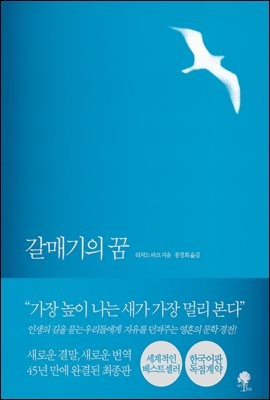 갈매기의 꿈
리처드 바크 지음 공경희 옮김
“가장 높이 나는 새가 가장 멀리 본다”
인생의 길을 묻는 우리들에게 자유를 던져주는 영혼의 문학 경전!
새로운 결말, 새로운 번역
45년 만에 완결된 최종판
세계적인
베스트셀러
한국어판
독점계약